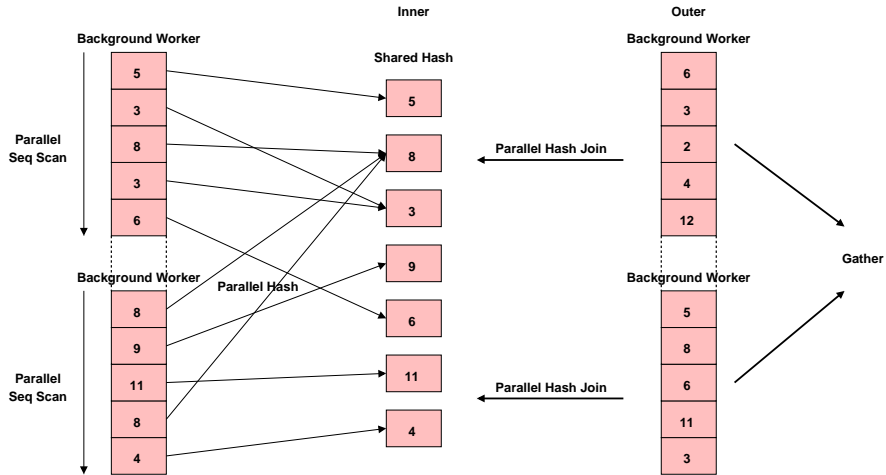 Inner
Outer
Background Worker
Background Worker
Shared Hash
5
3
8
3
6
Parallel
Seq Scan
5
8
3
9
6
11
4
Parallel Hash Join
6
3
2
4
12
Gather
Background Worker
Background Worker
Parallel Hash
8
9
11
8
4
Parallel
Seq Scan
Parallel Hash Join
5
8
6
11
3